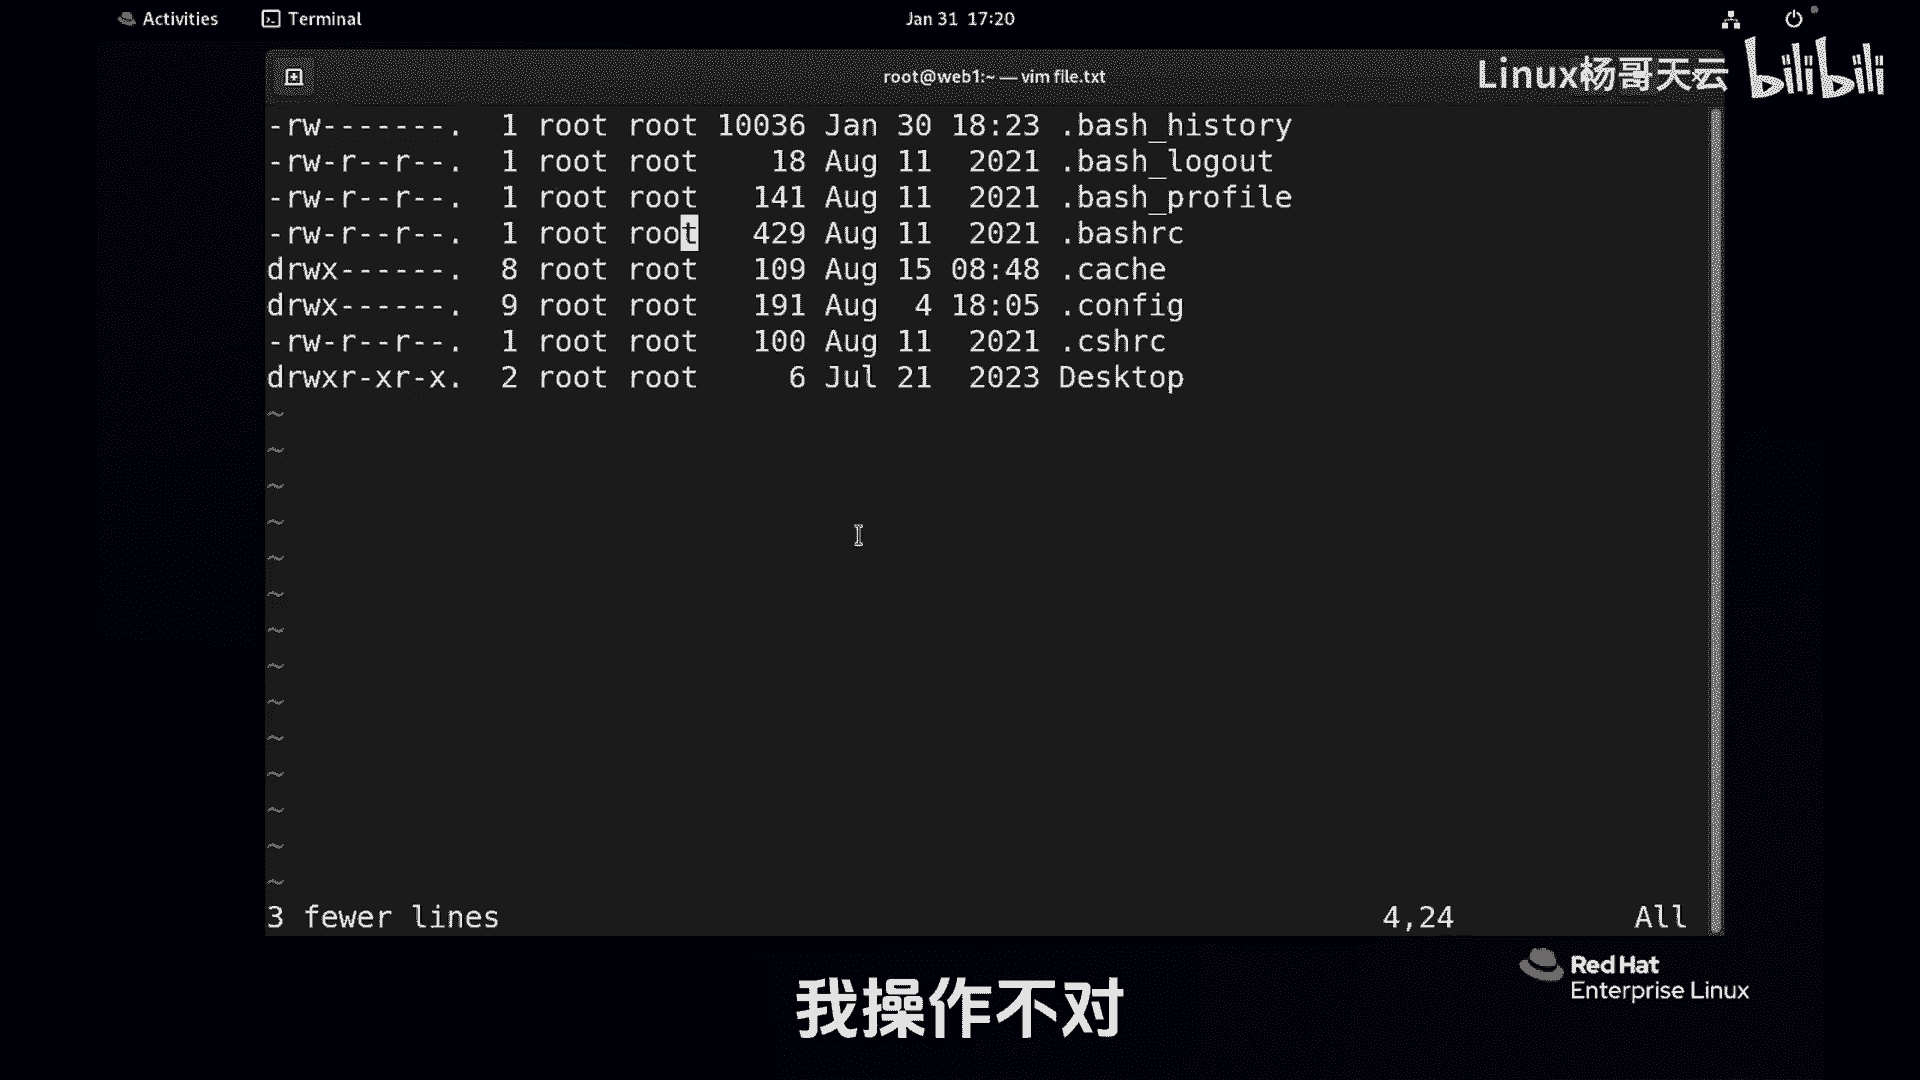 Activities Terminal Jan 31 17:20
root@web1:~ — vim file.txt
Linux杨哥天云 bilibili
-rw-------.  1 root root 10036 Jan 30 18:23 .bash_history
-rw-r--r--.  1 root root    18 Aug 11  2021 .bash_logout
-rw-r--r--.  1 root root   141 Aug 11  2021 .bash_profile
-rw-r--r--.  1 root root   429 Aug 11  2021 .bashrc
drwx------.  8 root root   109 Aug 15 08:48 .cache
drwx------.  9 root root   191 Aug  4 18:05 .config
-rw-r--r--.  1 root root   100 Aug 11  2021 .cshrc
drwxr-xr-x.  2 root root     6 Jul 21  2023 Desktop
~
~
~
~
~
~
~
~
~
~
~
~
~
~
3 fewer lines 4,24 All
Red Hat
Enterprise Linux
我操作不对